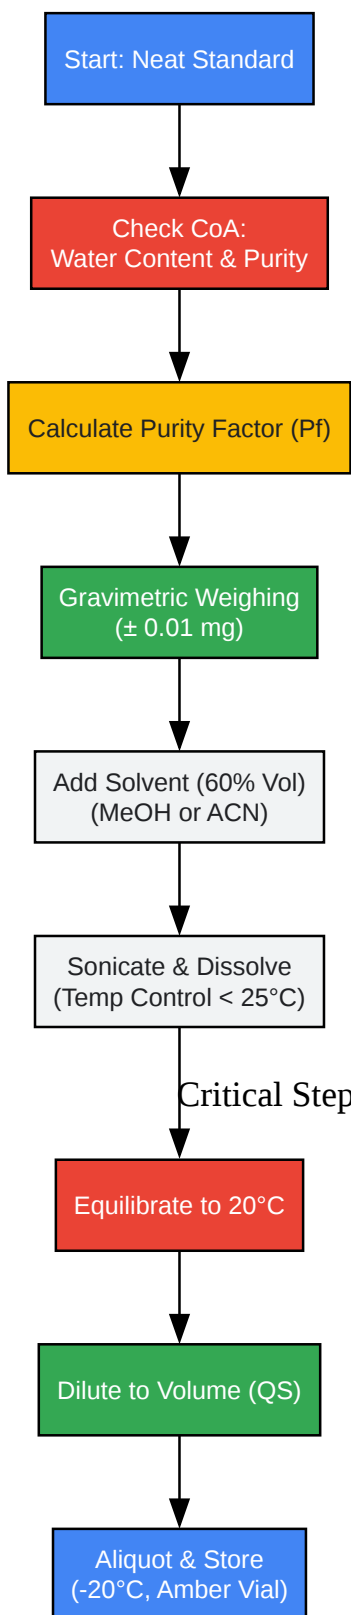 Start: Neat Standard
Check CoA:
Water Content & Purity
Calculate Purity Factor (Pf)
Gravimetric Weighing
(± 0.01 mg)
Add Solvent (60% Vol)
(MeOH or ACN)
Sonicate & Dissolve
(Temp Control < 25°C)
Critical Step
Equilibrate to 20°C
Dilute to Volume (QS)
Aliquot & Store
(-20°C, Amber Vial)